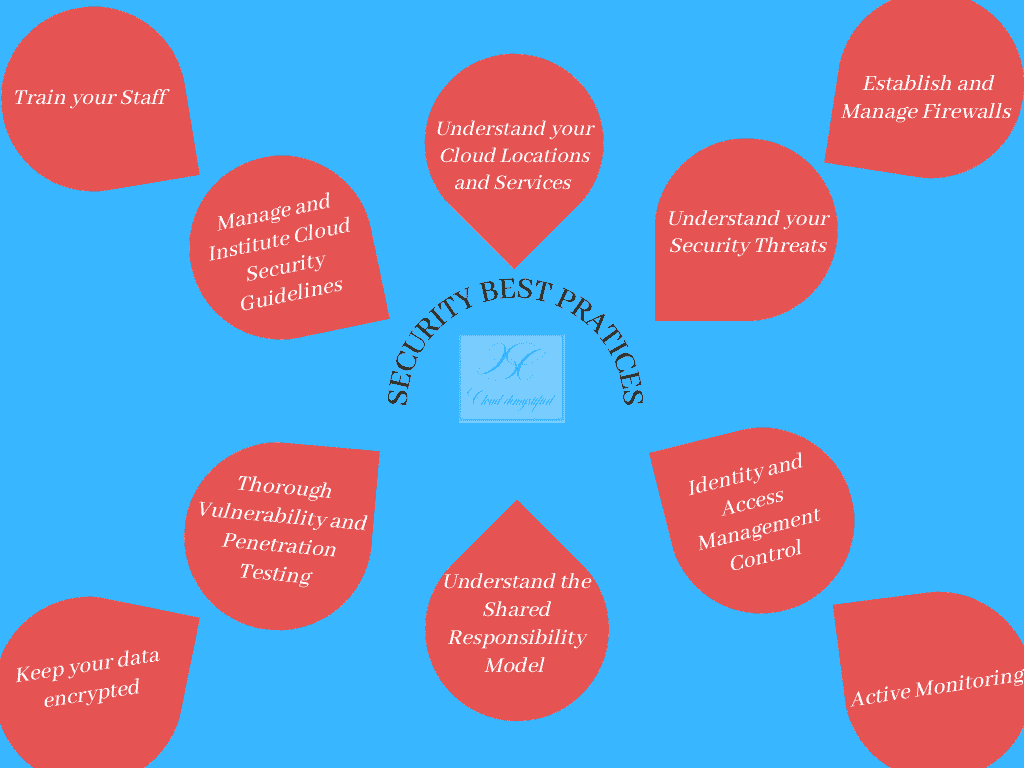 Train your Staff
Establish and
Manage Firewalls
Understand your
Cloud Locations
and Services
Manage and
Institute Cloud
Security
Guidelines
Understand your
Security Threats
SECURITY BEST PRATICES
Cloud demystified
Thorough
Vulnerability and
Penetration
Testing
Identity and
Access
Management
Control
Understand the
Shared
Responsibility
Model
Keep your data
encrypted
Active Monitoring